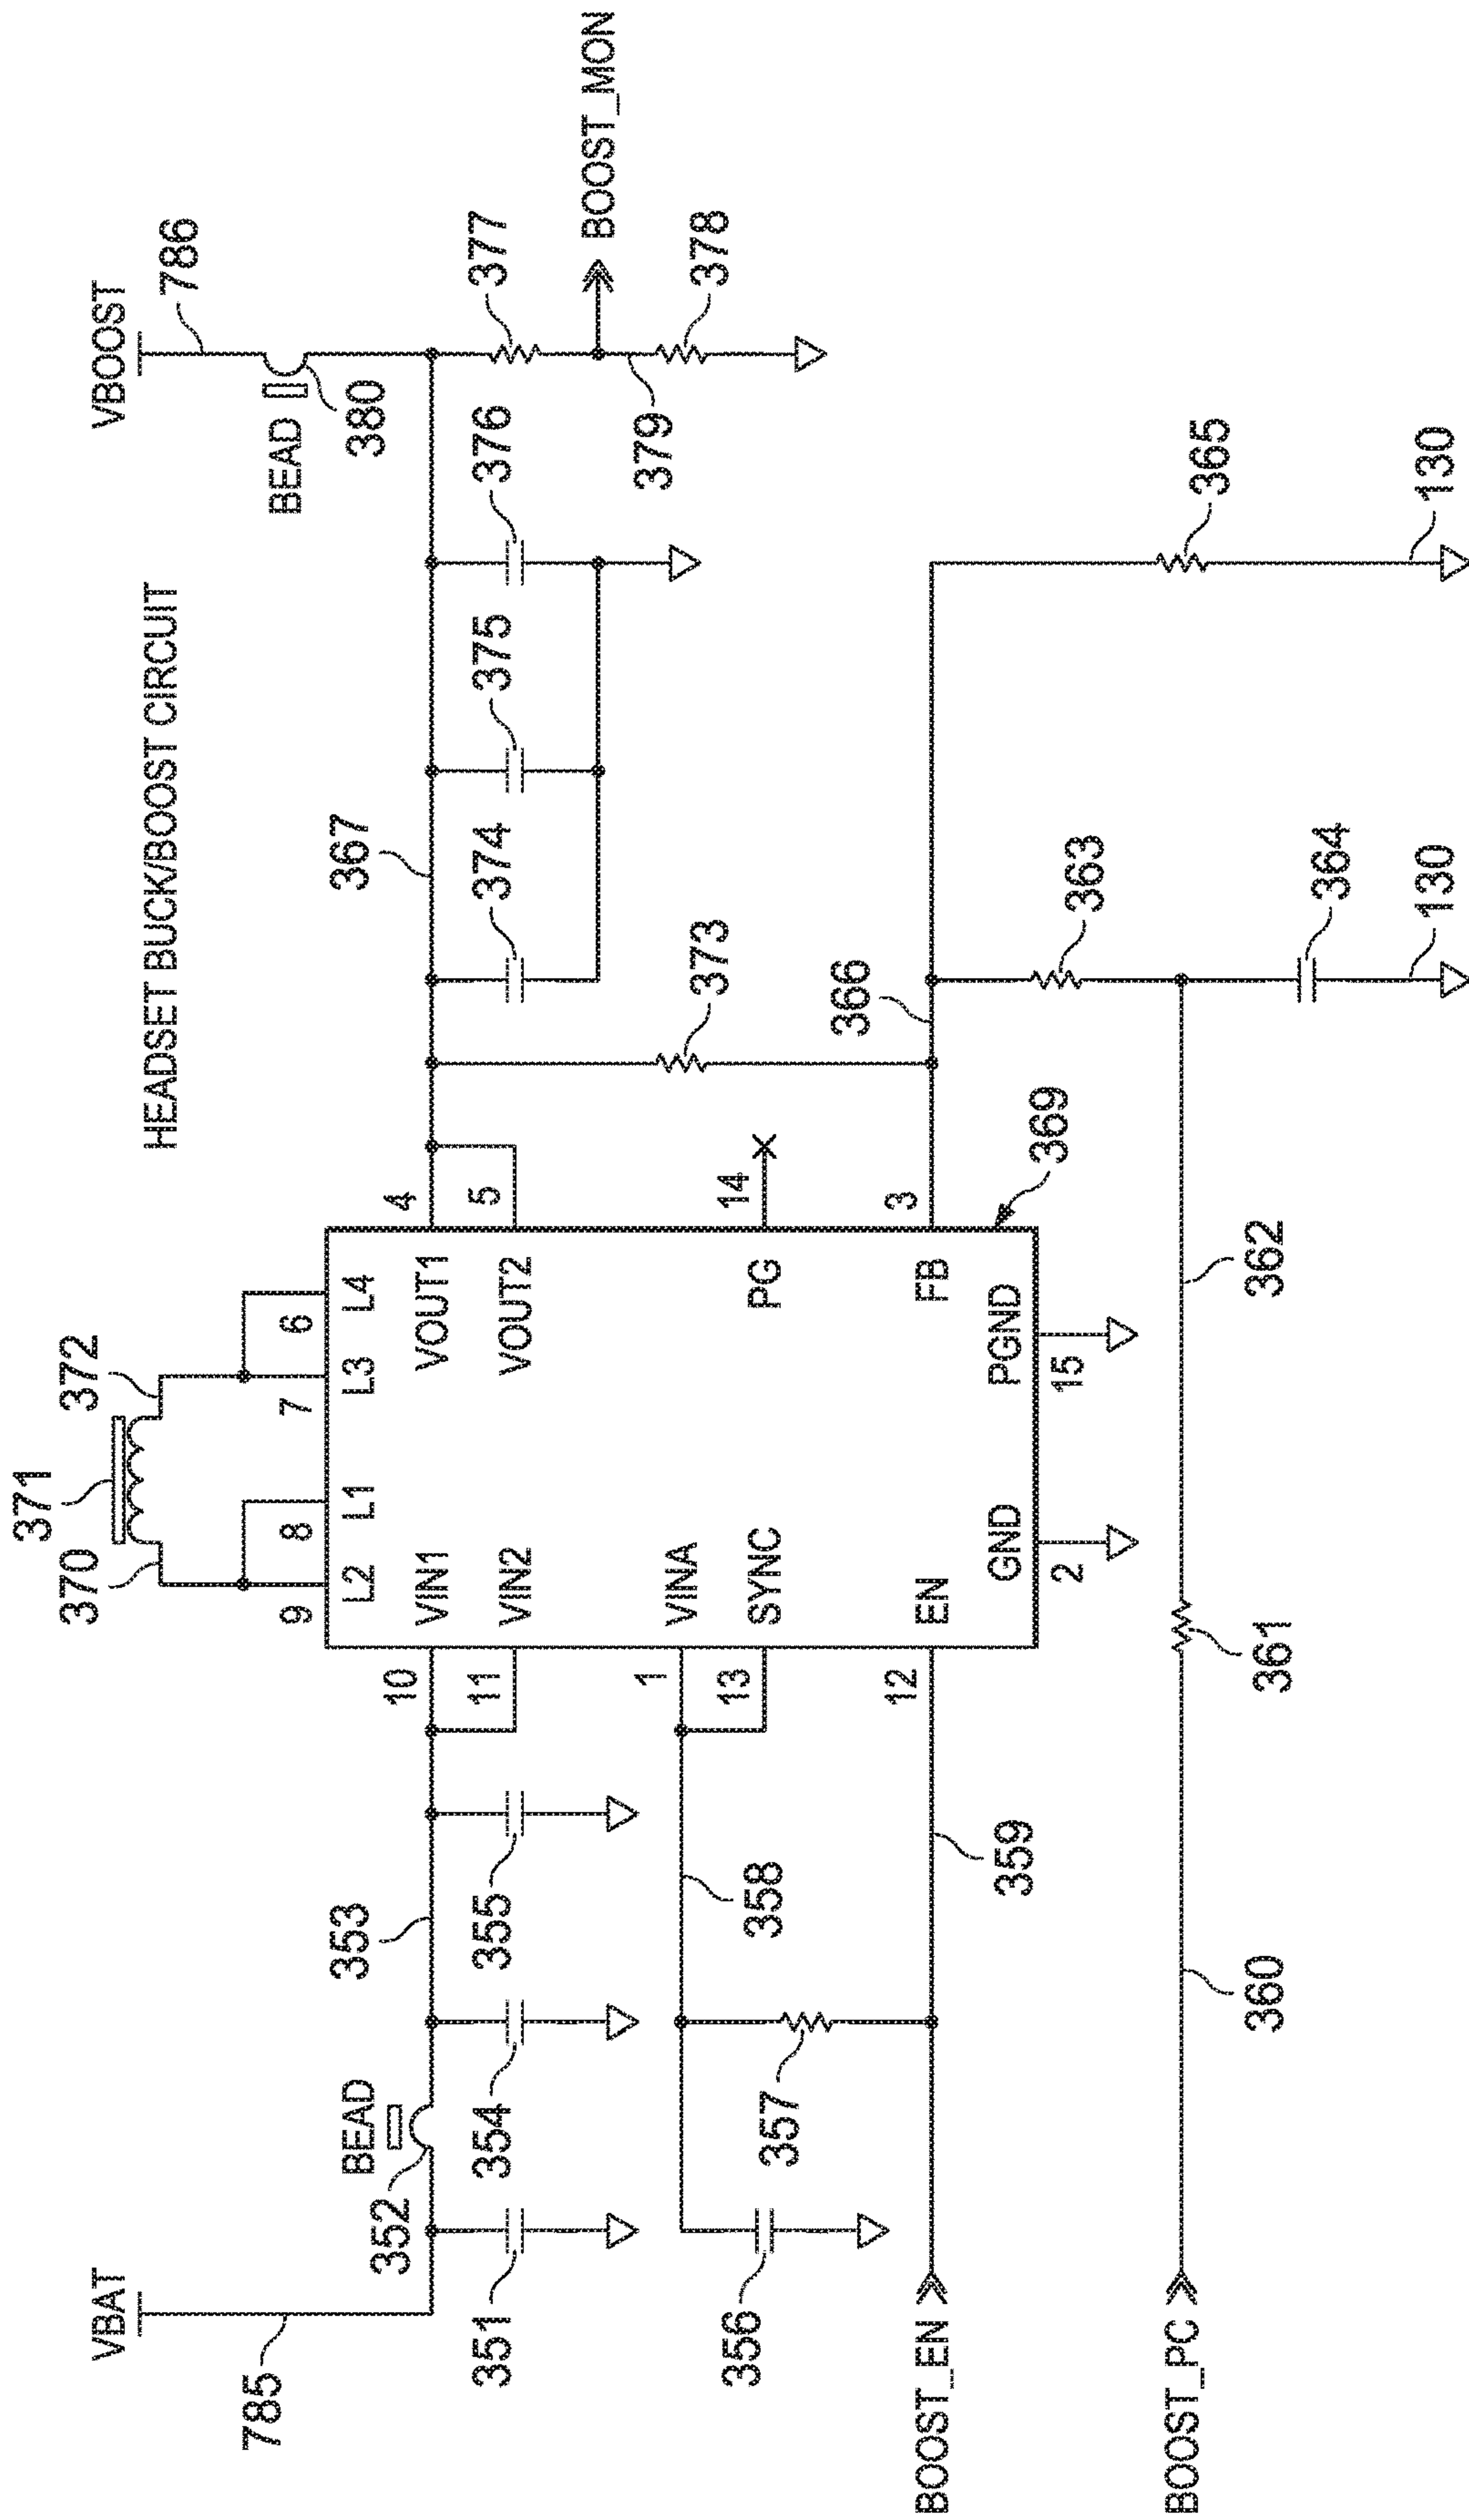 HEADSET BUCK/BOOST CIRCUIT
VBAT
785
351
352
BEAD
353
354
355
356
357
358
359
BOOST_EN
BOOST_PC
360
361
362
370
371
372
9
8
7
6
L2
L1
L3
L4
10
VIN1
11
VIN2
1
VINA
13
SYNC
12
EN
GND
2
PGND
15
VOUT1
4
VOUT2
5
PG
14
FB
3
369
366
373
367
374
375
376
363
364
130
365
130
VBOOST
786
BEAD
380
377
BOOST_MON
379
378